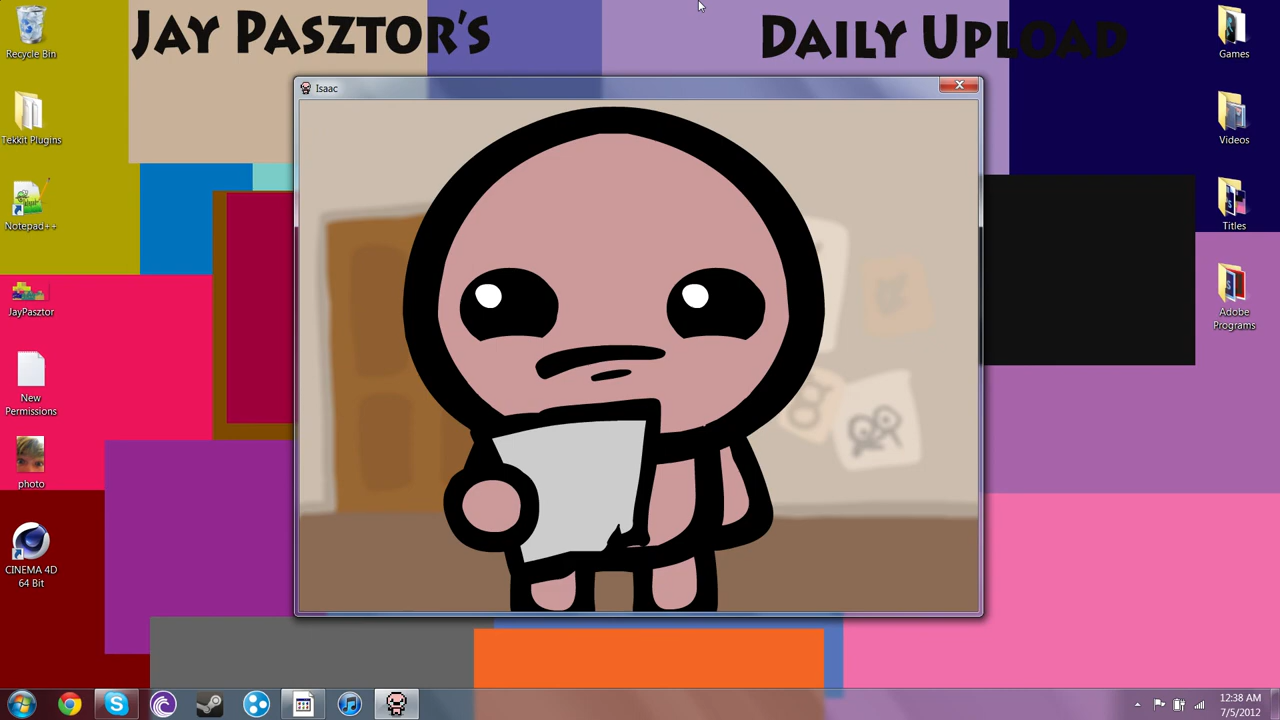 Jay Pasztor's
Daily Upload
Recycle Bin
Tekkit Plugins
Notepad++
JayPasztor
New
Permissions
photo
CINEMA 4D
64 Bit
Isaac
Games
Videos
Titles
Adobe
Programs
12:38 AM
7/5/2012